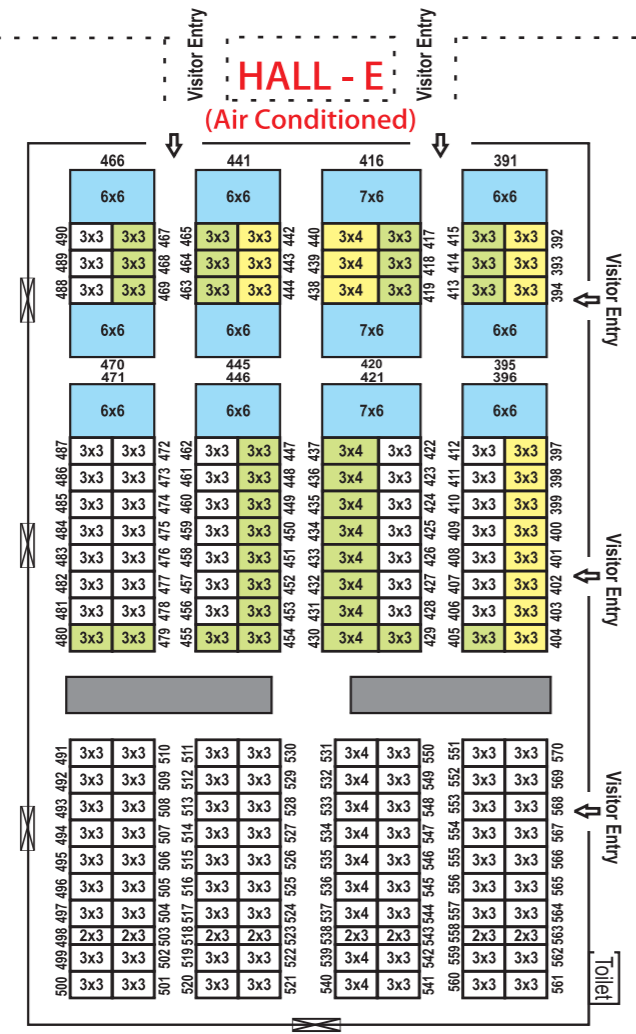 Visitor Entry HALL - E Visitor Entry
(Air Conditioned)
466 441 416 391
6x6 6x6 7x6 6x6
490 3x3 3x3 467 465 3x3 3x3 442 440 3x4 3x3 417 415 3x3 3x3 392
489 3x3 3x3 468 464 3x3 3x3 443 439 3x4 3x3 418 414 3x3 3x3 393
488 3x3 3x3 469 463 3x3 3x3 444 438 3x4 3x3 419 413 3x3 3x3 394
Visitor Entry
6x6 6x6 7x6 6x6
470 445 420 395
471 446 421 396
6x6 6x6 7x6 6x6
487 3x3 3x3 472 462 3x3 3x3 447 437 3x4 3x3 422 412 3x3 3x3 397
486 3x3 3x3 473 461 3x3 3x3 448 436 3x4 3x3 423 411 3x3 3x3 398
485 3x3 3x3 474 460 3x3 3x3 449 435 3x4 3x3 424 410 3x3 3x3 399
484 3x3 3x3 475 459 3x3 3x3 450 434 3x4 3x3 425 409 3x3 3x3 400
483 3x3 3x3 476 458 3x3 3x3 451 433 3x4 3x3 426 408 3x3 3x3 401
482 3x3 3x3 477 457 3x3 3x3 452 432 3x4 3x3 427 407 3x3 3x3 402
481 3x3 3x3 478 456 3x3 3x3 453 431 3x4 3x3 428 406 3x3 3x3 403
480 3x3 3x3 479 455 3x3 3x3 454 430 3x4 3x3 429 405 3x3 3x3 404
Visitor Entry
491 3x3 3x3 510 511 3x3 3x3 530 531 3x4 3x3 550 551 3x3 3x3 570
492 3x3 3x3 509 512 3x3 3x3 529 532 3x4 3x3 549 552 3x3 3x3 569
493 3x3 3x3 508 513 3x3 3x3 528 533 3x4 3x3 548 553 3x3 3x3 568
494 3x3 3x3 507 514 3x3 3x3 527 534 3x4 3x3 547 554 3x3 3x3 567
495 3x3 3x3 506 515 3x3 3x3 526 535 3x4 3x3 546 555 3x3 3x3 566
496 3x3 3x3 505 516 3x3 3x3 525 536 3x4 3x3 545 556 3x3 3x3 565
497 3x3 3x3 504 517 3x3 3x3 524 537 3x4 3x3 544 557 3x3 3x3 564
498 2x3 2x3 503 518 2x3 2x3 523 538 2x3 2x3 543 558 2x3 2x3 563
499 3x3 3x3 502 519 3x3 3x3 522 539 3x4 3x3 542 559 3x3 3x3 562
500 3x3 3x3 501 520 3x3 3x3 521 540 3x4 3x3 541 560 3x3 3x3 561
Visitor Entry
Toilet